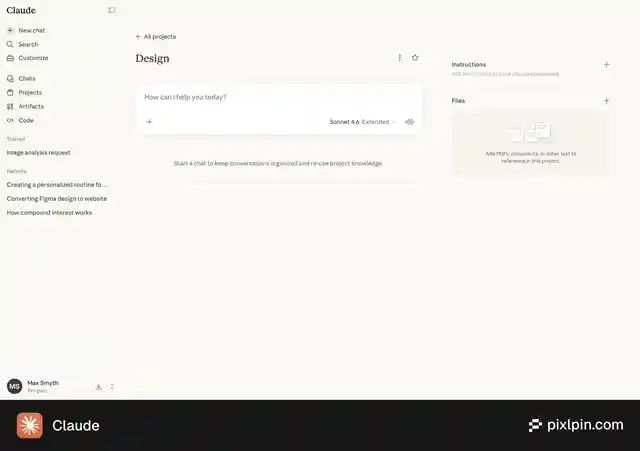 Claude
New chat
Search
Customize
Chats
Projects
Artifacts
Code
Starred
Image analysis request
Recents
Creating a personalized routine fo...
Converting Figma design to website
How compound interest works
MS
Max Smyth
← All projects
Design
How can I help you today?
Sonnet 4.6 Extended
Start a chat to keep conversations organized and re-use project knowledge.
Instructions
Files
Add PDFs, documents, or other text to
reference in this project.
Claude
pixlpin.com